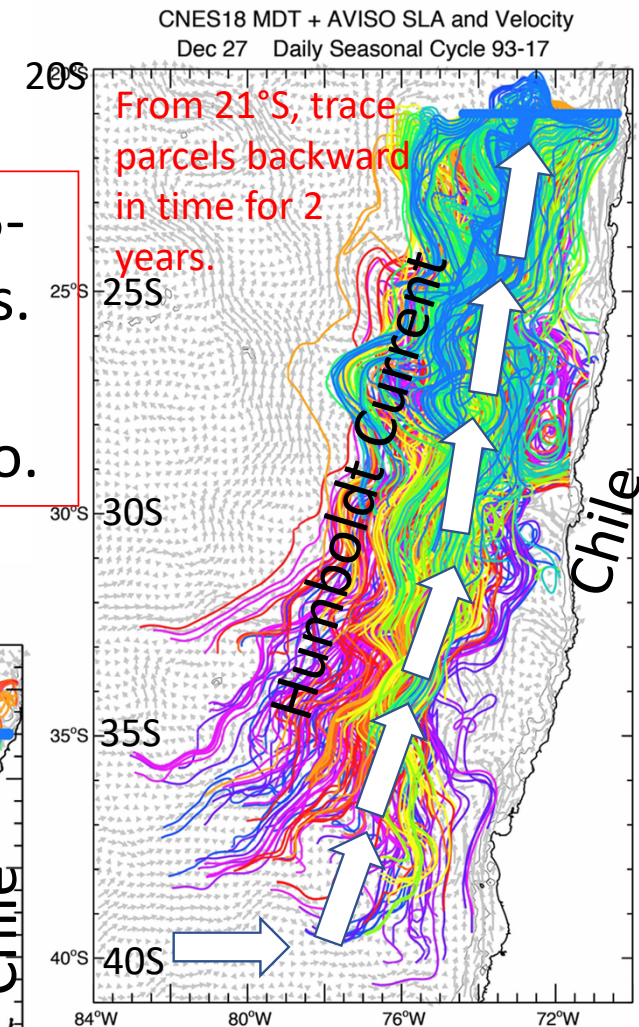 CNES18 MDT + AVISO SLA and Velocity
Dec 27 Daily Seasonal Cycle 93-17
20S
From 21°S, trace
parcels backward
in time for 2
years.
s.
25°S
25S
Humboldt Current
o.
30°S
30S
Chile
35°S
35S
Chile
40°S
40S
84°W
80°W
76°W
72°W